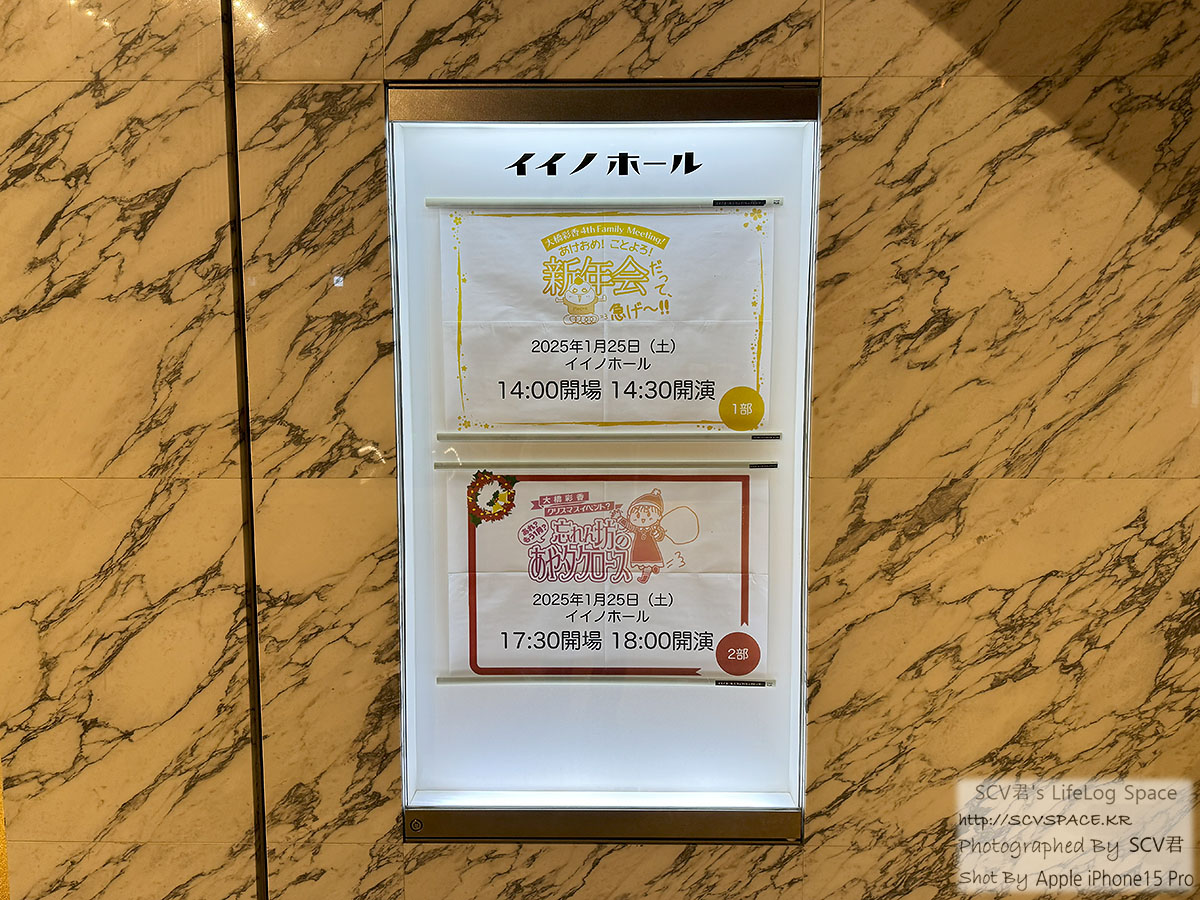 イイノホール
大橋彩香 4th Family Meeting!
あけおめ! ことよろ!
新年会だって、
急げ〜!!
2025年1月25日（土）
イイノホール
14:00開場 14:30開演
1部
大橋彩香
クリスマスイベント?
忘れん坊の
あやタクロース
2025年1月25日（土）
イイノホール
17:30開場 18:00開演
2部
SCV君's LifeLog Space
http://SCVSPACE.KR
Photographed By SCV君
Shot By Apple iPhone15 Pro